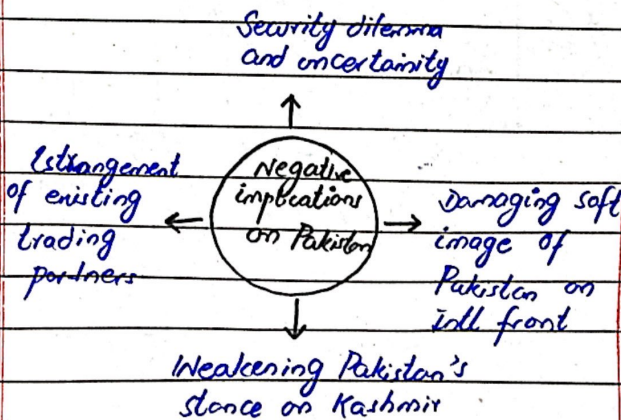 Security dilemma
and uncertainity
Negative
implications
on Pakistan
Estrangement
of existing
trading
partners
Damaging soft
image of
Pakistan on
Intl front
Weakening Pakistan's
stance on Kashmir